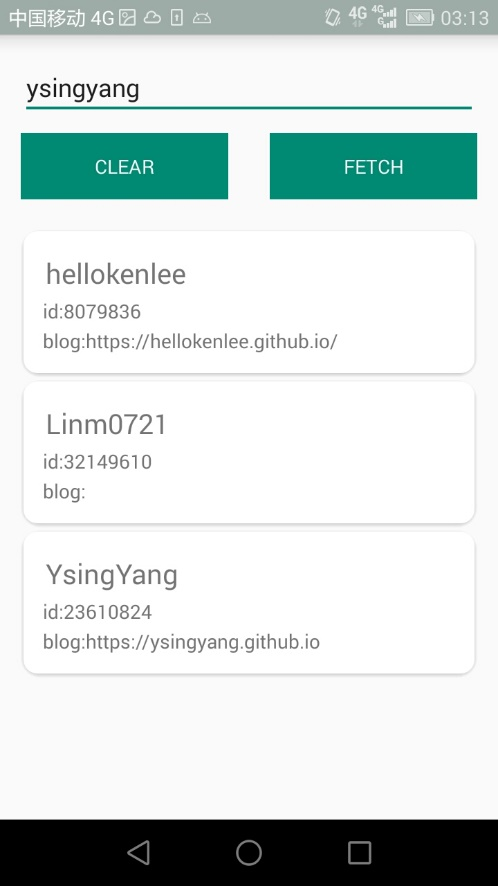 中国移动 4G 4G 4G G 03:13
ysingyang
CLEAR FETCH
hellokenlee
id:8079836
blog:https://hellokenlee.github.io/
Linm0721
id:32149610
blog:
YsingYang
id:23610824
blog:https://ysingyang.github.io